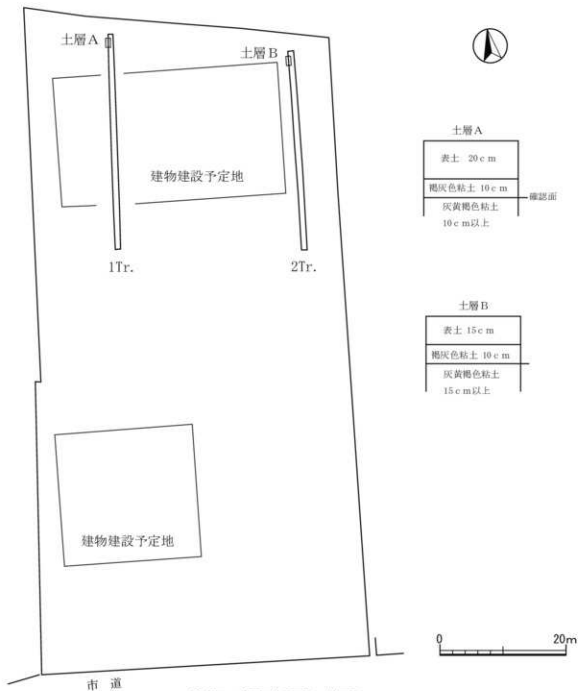 土層A
土層B
建物建設予定地
1Tr.
2Tr.
建物建設予定地
市 道
土層A
表土 20cm
褐灰色粘土 10cm
確認面
灰黄褐色粘土
10cm以上
土層B
表土 15cm
褐灰色粘土 10cm
灰黄褐色粘土
15cm以上
0
20m